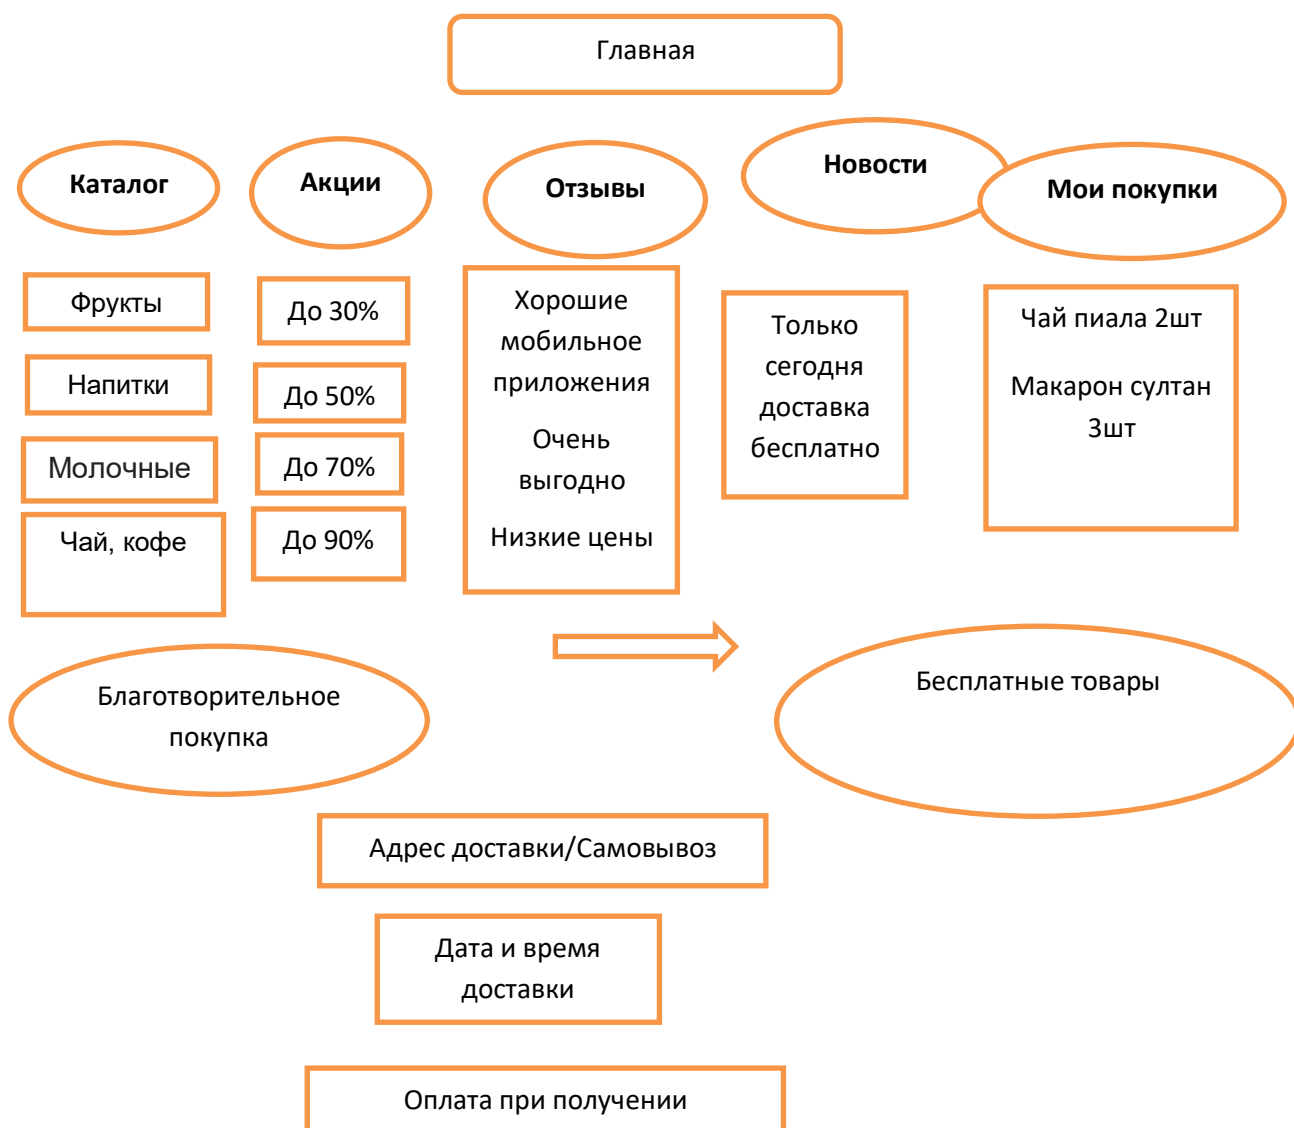 Главная
Каталог
Акции
Отзывы
Новости
Мои покупки
Фрукты
Напитки
Молочные
Чай, кофе
До 30%
До 50%
До 70%
До 90%
Хорошие
мобильное
приложения
Очень
выгодно
Низкие цены
Только
сегодня
доставка
бесплатно
Чай пиала 2шт
Макарон султан
3шт
Благотворительное
покупка
Бесплатные товары
Адрес доставки/Самовывоз
Дата и время
доставки
Оплата при получении